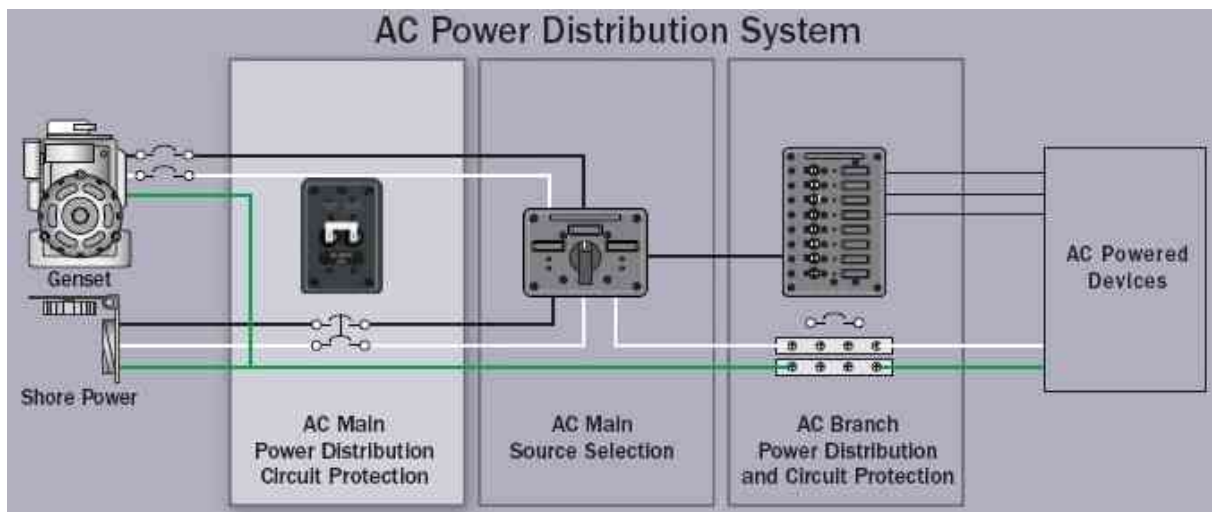 AC Power Distribution System
Genset
Shore Power
AC Main
Power Distribution
Circuit Protection
AC Main
Source Selection
AC Branch
Power Distribution
and Circuit Protection
AC Powered
Devices